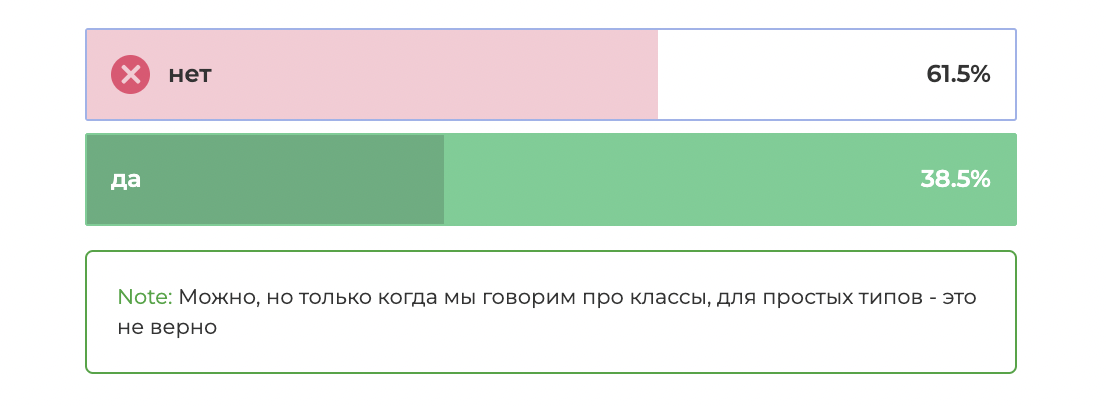 нет
61.5%
да
38.5%
Note: Можно, но только когда мы говорим про классы, для простых типов - это
не верно